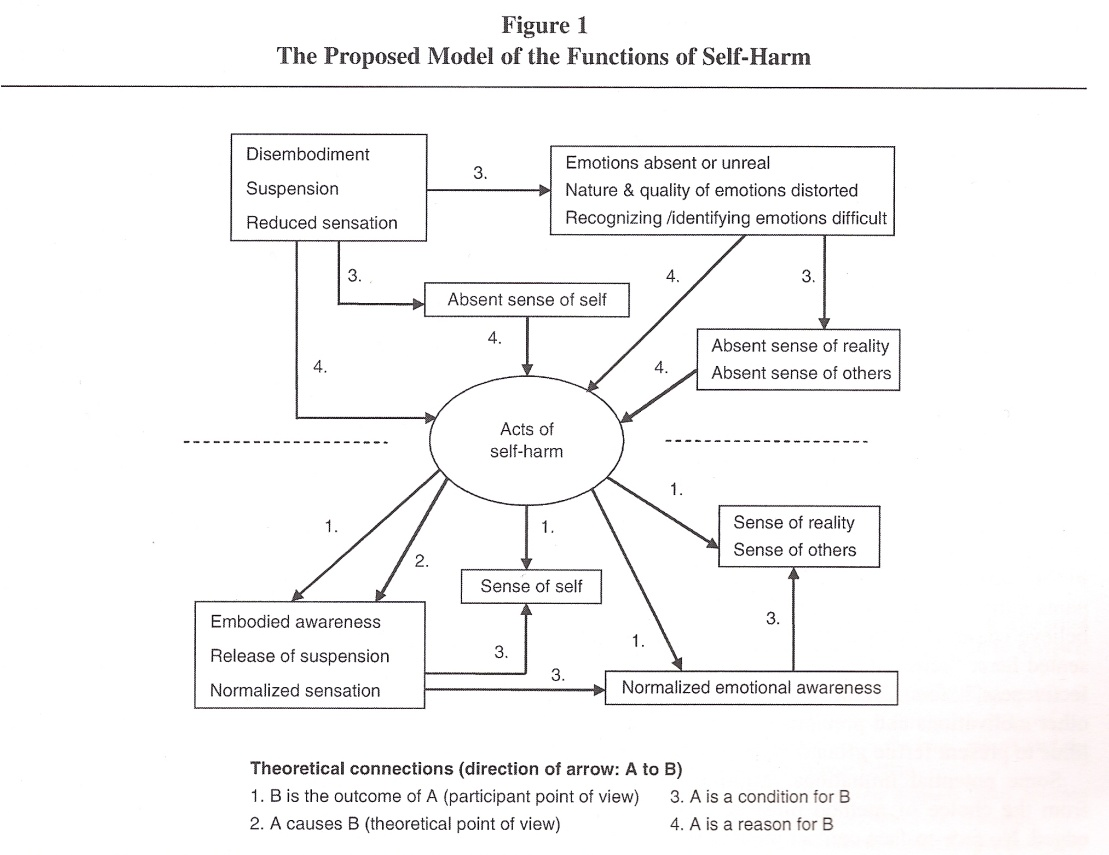 Figure 1
The Proposed Model of the Functions of Self-Harm
Disembodiment
Suspension
Reduced sensation
3.
Emotions absent or unreal
Nature & quality of emotions distorted
Recognizing /identifying emotions difficult
3.
4.
3.
Absent sense of self
4.
4.
4.
Absent sense of reality
Absent sense of others
Acts of
self-harm
1.
2.
1.
1.
1.
Sense of reality
Sense of others
Sense of self
Embodied awareness
Release of suspension
Normalized sensation
3.
3.
3.
Normalized emotional awareness
Theoretical connections (direction of arrow: A to B)
1. B is the outcome of A (participant point of view)
2. A causes B (theoretical point of view)
3. A is a condition for B
4. A is a reason for B